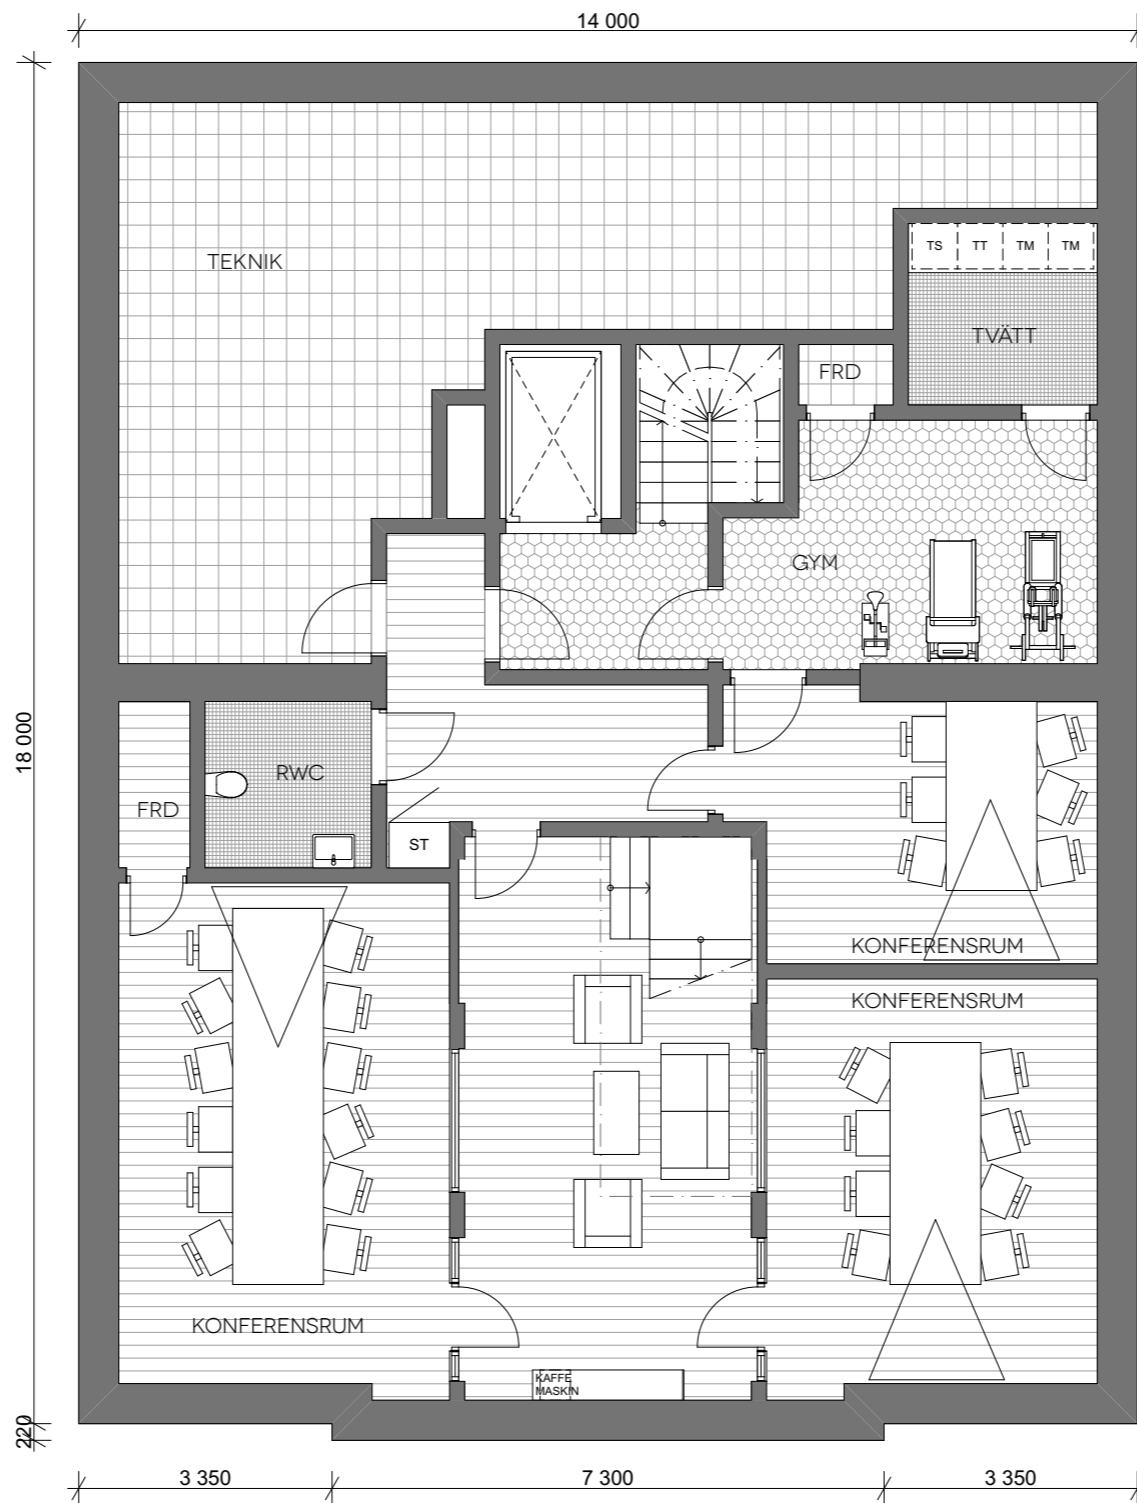 14 000
TEKNIK
TS TT TM TM
TVÄTT
FRD
GYM
18 000
RWC
FRD
ST
KONFERENSRUM
KONFERENSRUM
KONFERENSRUM
KAFFE
MASKIN
220
3 350 7 300 3 350